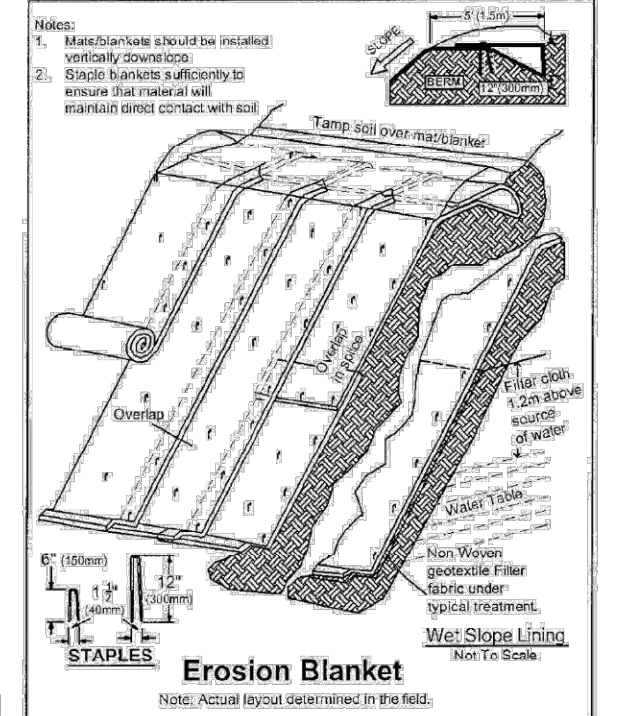 Notes:
1. Mats/blankets should be installed
vertically downslope
2. Staple blankets sufficiently to
ensure that material will
maintain direct contact with soil
5' (1.5m)
SLOPE
BERM
12"(300mm)
Tamp soil over mat/blanket
Overlap
in splice
Overlap
Filter cloth
1.2m above
source
of water
Water Table
Non Woven
geotextile Filter
fabric under
typical treatment.
Wet Slope Lining
Not To Scale
6" (150mm)
1 1/2"
(40mm)
12"
(300mm)
STAPLES
Erosion Blanket
Note: Actual layout determined in the field.